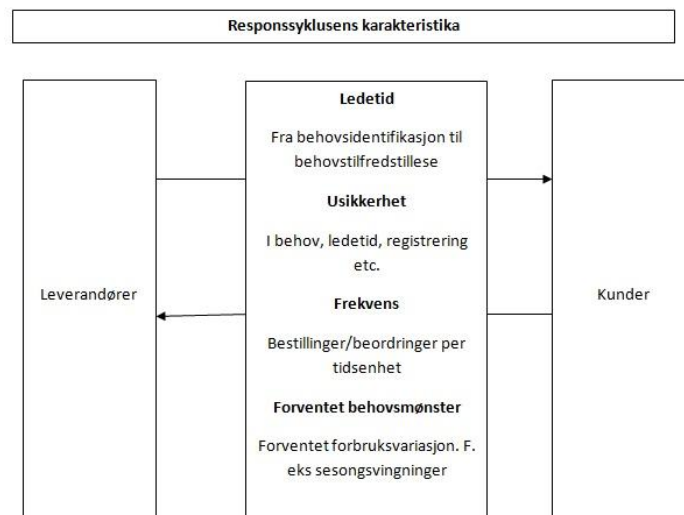 Responssyklusens karakteristika
Ledetid
Fra behovsidentifikasjon til
behovstilfredstillese
Usikkerhet
I behov, ledetid, registrering
etc.
Leverandører
Frekvens
Bestillinger/beordringer per
tidsenhet
Forventet behovsmønster
Forventet forbruksvariasjon. F.
eks sesongsvingninger
Kunder